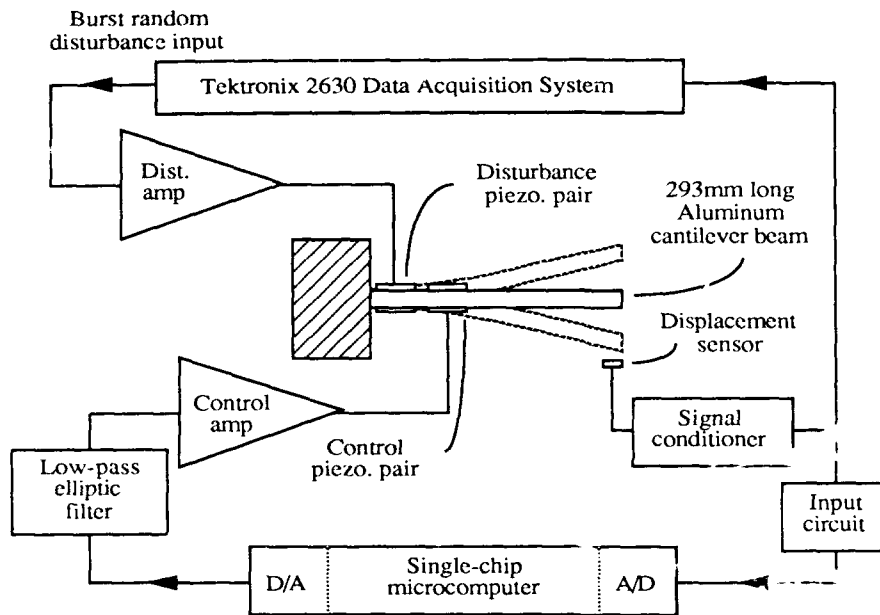 Burst random
disturbance input
Tektronix 2630 Data Acquisition System
Dist.
amp
Disturbance
piezo. pair
293mm long
Aluminum
cantilever beam
Displacement
sensor
Control
amp
Control
piezo. pair
Signal
conditioner
Low-pass
elliptic
filter
Input
circuit
D/A
Single-chip
microcomputer
A/D